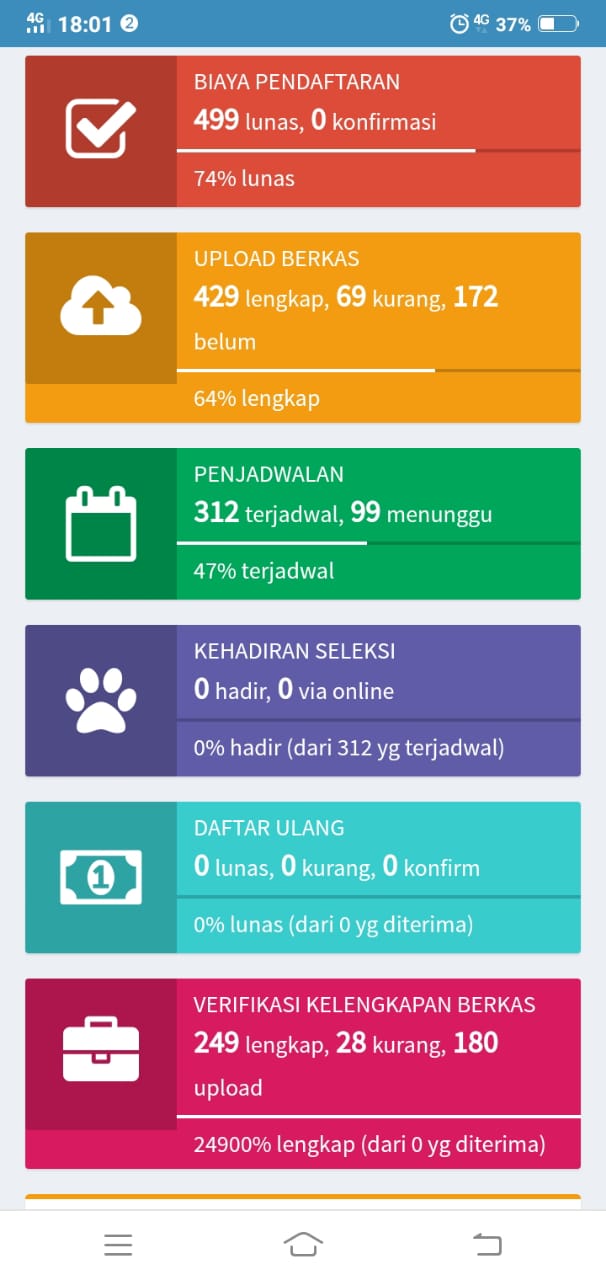 4G 18:01 2 4G 37%
BIAYA PENDAFTARAN
499 lunas, 0 konfirmasi
74% lunas
UPLOAD BERKAS
429 lengkap, 69 kurang, 172
belum
64% lengkap
PENJADWALAN
312 terjadwal, 99 menunggu
47% terjadwal
KEHADIRAN SELEKSI
0 hadir, 0 via online
0% hadir (dari 312 yg terjadwal)
1
DAFTAR ULANG
0 lunas, 0 kurang, 0 konfirm
0% lunas (dari 0 yg diterima)
VERIFIKASI KELENGKAPAN BERKAS
249 lengkap, 28 kurang, 180
upload
24900% lengkap (dari 0 yg diterima)